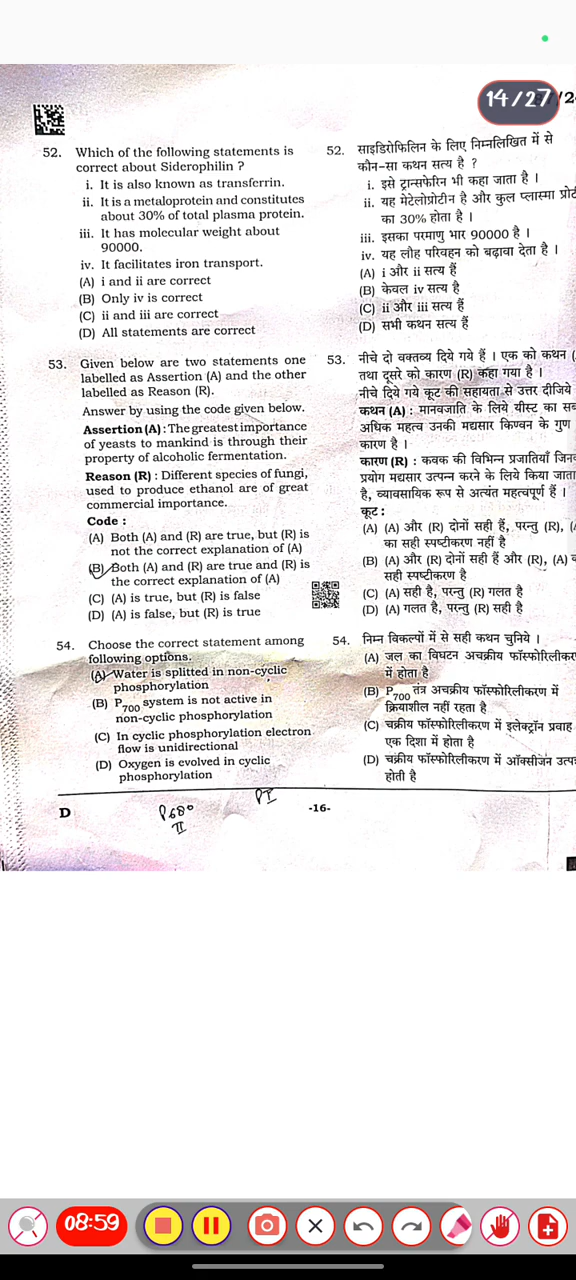 14/27
/2
52. Which of the following statements is
correct about Siderophilin ?
i. It is also known as transferrin.
ii. It is a metaloprotein and constitutes
about 30% of total plasma protein.
iii. It has molecular weight about
90000.
iv. It facilitates iron transport.
(A) i and ii are correct
(B) Only iv is correct
(C) ii and iii are correct
(D) All statements are correct
53. Given below are two statements one
labelled as Assertion (A) and the other
labelled as Reason (R).
Answer by using the code given below.
Assertion (A) : The greatest importance
of yeasts to mankind is through their
property of alcoholic fermentation.
Reason (R) : Different species of fungi,
used to produce ethanol are of great
commercial importance.
Code :
(A) Both (A) and (R) are true, but (R) is
not the correct explanation of (A)
(B) Both (A) and (R) are true and (R) is
the correct explanation of (A)
(C) (A) is true, but (R) is false
(D) (A) is false, but (R) is true
54. Choose the correct statement among
following options.
(A) Water is splitted in non-cyclic
phosphorylation
(B) P700 system is not active in
non-cyclic phosphorylation
(C) In cyclic phosphorylation electron
flow is unidirectional
(D) Oxygen is evolved in cyclic
phosphorylation
52. साइडिरोफिलिन के लिए निम्नलिखित में से
कौन-सा कथन सत्य है ?
i. इसे ट्रान्सफेरिन भी कहा जाता है ।
ii. यह मेटेलोप्रोटीन है और कुल प्लास्मा प्रोट
का 30% होता है ।
iii. इसका परमाणु भार 90000 है ।
iv. यह लौह परिवहन को बढ़ावा देता है ।
(A) i और ii सत्य हैं
(B) केवल iv सत्य है
(C) ii और iii सत्य हैं
(D) सभी कथन सत्य हैं
53. नीचे दो वक्तव्य दिये गये हैं । एक को कथन (
तथा दूसरे को कारण (R) कहा गया है ।
नीचे दिये गये कूट की सहायता से उत्तर दीजिये
कथन (A) : मानवजाति के लिये यीस्ट का सब
अधिक महत्व उनकी मद्यसार किण्वन के गुण
कारण है ।
कारण (R) : कवक की विभिन्न प्रजातियाँ जिनक
प्रयोग मद्यसार उत्पन्न करने के लिये किया जाता
है, व्यावसायिक रूप से अत्यंत महत्वपूर्ण हैं ।
कूट :
(A) (A) और (R) दोनों सही हैं, परन्तु (R), (A
का सही स्पष्टीकरण नहीं है
(B) (A) और (R) दोनों सही हैं और (R), (A) व
सही स्पष्टीकरण है
(C) (A) सही है, परन्तु (R) गलत है
(D) (A) गलत है, परन्तु (R) सही है
54. निम्न विकल्पों में से सही कथन चुनिये ।
(A) जल का विघटन अचक्रीय फॉस्फोरिलीकर
में होता है
(B) P700 तंत्र अचक्रीय फॉस्फोरिलीकरण में
क्रियाशील नहीं रहता है
(C) चक्रीय फॉस्फोरिलीकरण में इलेक्ट्रॉन प्रवाह
एक दिशा में होता है
(D) चक्रीय फॉस्फोरिलीकरण में ऑक्सीजन उत्पन्न
होती है
D
P680
II
PI
-16-
08:59